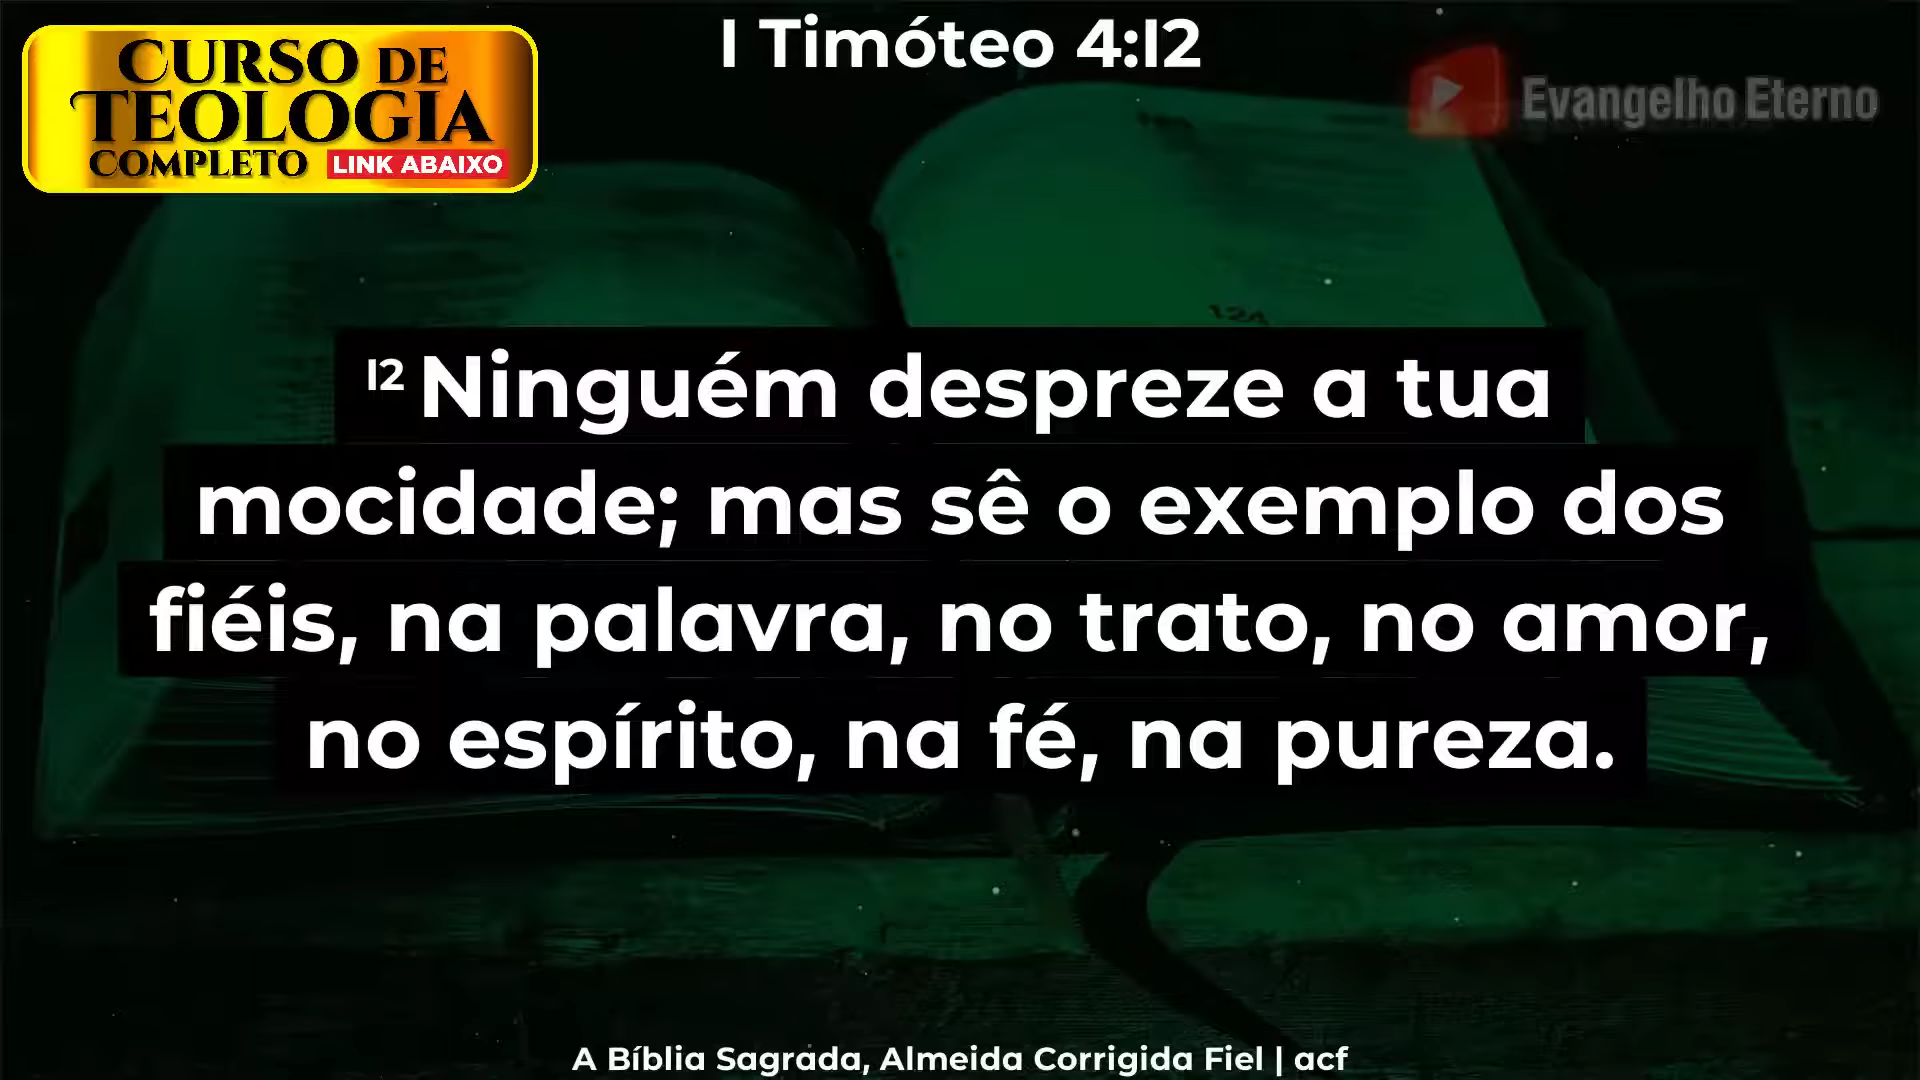 I Timóteo 4:12
CURSO DE
TEOLOGIA
COMPLETO LINK ABAIXO
Evangelho Eterno
124
12 Ninguém despreze a tua
mocidade; mas sê o exemplo dos
fiéis, na palavra, no trato, no amor,
no espírito, na fé, na pureza.
A Bíblia Sagrada, Almeida Corrigida Fiel | acf